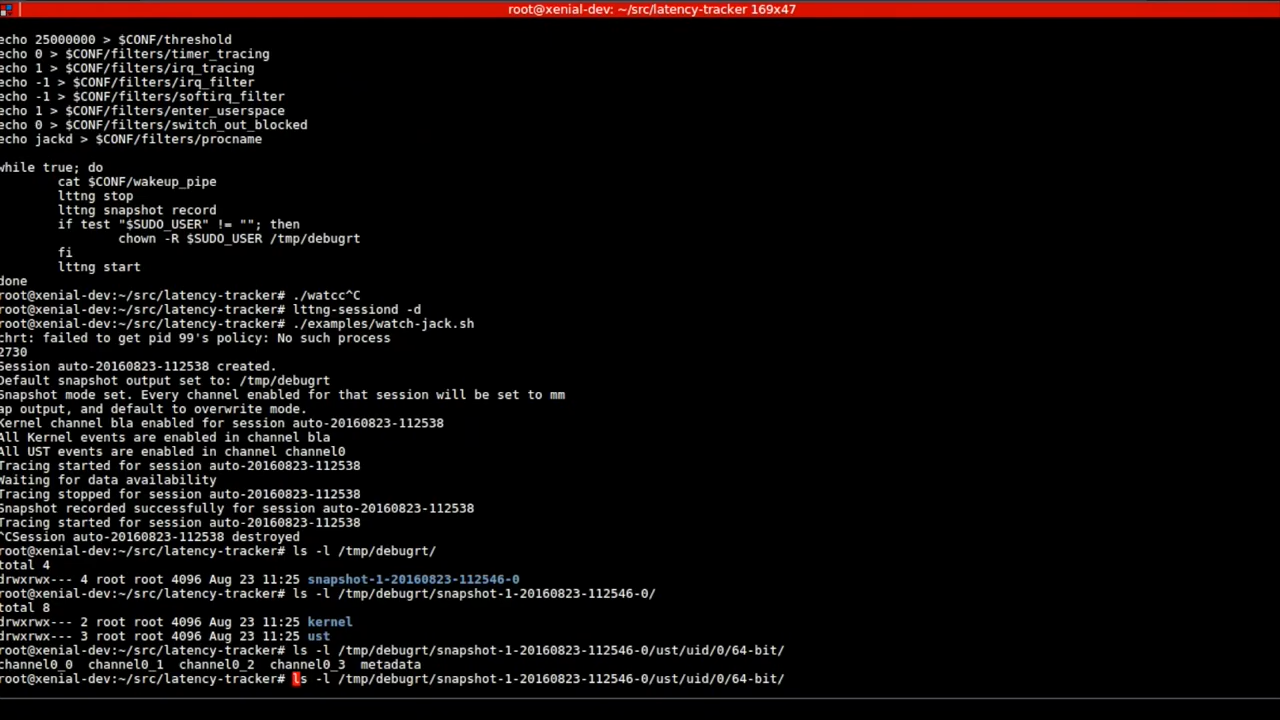 root@xenial-dev: ~/src/latency-tracker 169x47
echo 25000000 > $CONF/threshold
echo 0 > $CONF/filters/timer_tracing
echo 1 > $CONF/filters/irq_tracing
echo -1 > $CONF/filters/irq_filter
echo -1 > $CONF/filters/softirq_filter
echo 1 > $CONF/filters/enter_userspace
echo 0 > $CONF/filters/switch_out_blocked
echo jackd > $CONF/filters/procname
while true; do
cat $CONF/wakeup_pipe
lttng stop
lttng snapshot record
if test "$SUDO_USER" != ""; then
chown -R $SUDO_USER /tmp/debugrt
fi
lttng start
done
root@xenial-dev:~/src/latency-tracker# ./watcc^C
root@xenial-dev:~/src/latency-tracker# lttng-sessiond -d
root@xenial-dev:~/src/latency-tracker# ./examples/watch-jack.sh
chrt: failed to get pid 99's policy: No such process
2730
Session auto-20160823-112538 created.
Default snapshot output set to: /tmp/debugrt
Snapshot mode set. Every channel enabled for that session will be set to mm
ap output, and default to overwrite mode.
Kernel channel bla enabled for session auto-20160823-112538
All Kernel events are enabled in channel bla
All UST events are enabled in channel channel0
Tracing started for session auto-20160823-112538
Waiting for data availability
Tracing stopped for session auto-20160823-112538
Snapshot recorded successfully for session auto-20160823-112538
Tracing started for session auto-20160823-112538
^CSession auto-20160823-112538 destroyed
root@xenial-dev:~/src/latency-tracker# ls -l /tmp/debugrt/
total 4
drwxrwx--- 4 root root 4096 Aug 23 11:25 snapshot-1-20160823-112546-0
root@xenial-dev:~/src/latency-tracker# ls -l /tmp/debugrt/snapshot-1-20160823-112546-0/
total 8
drwxrwx--- 2 root root 4096 Aug 23 11:25 kernel
drwxrwx--- 3 root root 4096 Aug 23 11:25 ust
root@xenial-dev:~/src/latency-tracker# ls -l /tmp/debugrt/snapshot-1-20160823-112546-0/ust/uid/0/64-bit/
channel0_0  channel0_1  channel0_2  channel0_3  metadata
root@xenial-dev:~/src/latency-tracker# ls -l /tmp/debugrt/snapshot-1-20160823-112546-0/ust/uid/0/64-bit/